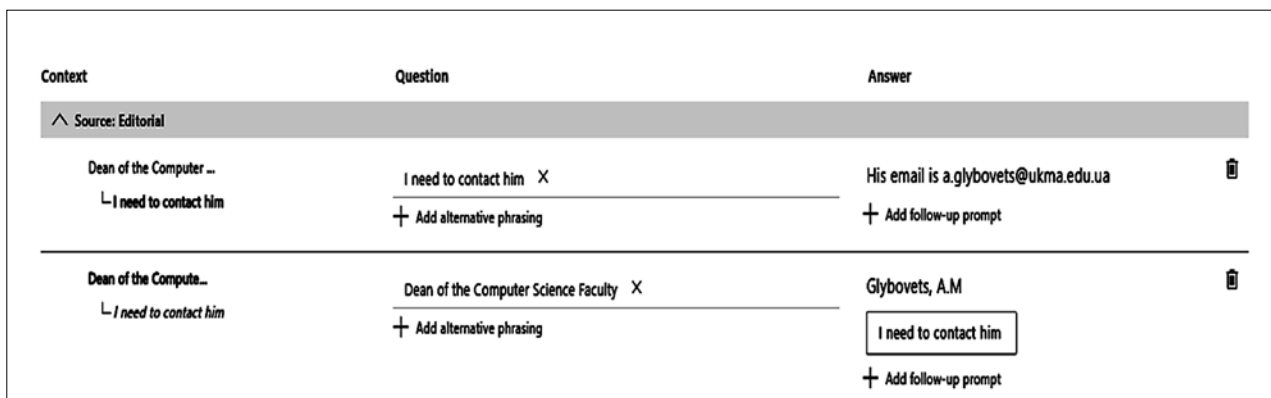 Context Question Answer
Source: Editorial
Dean of the Computer ...
I need to contact him
I need to contact him X
+ Add alternative phrasing
His email is a.glybovets@ukma.edu.ua
+ Add follow-up prompt
Dean of the Compute...
I need to contact him
Dean of the Computer Science Faculty X
+ Add alternative phrasing
Glybovets, A.M
I need to contact him
+ Add follow-up prompt